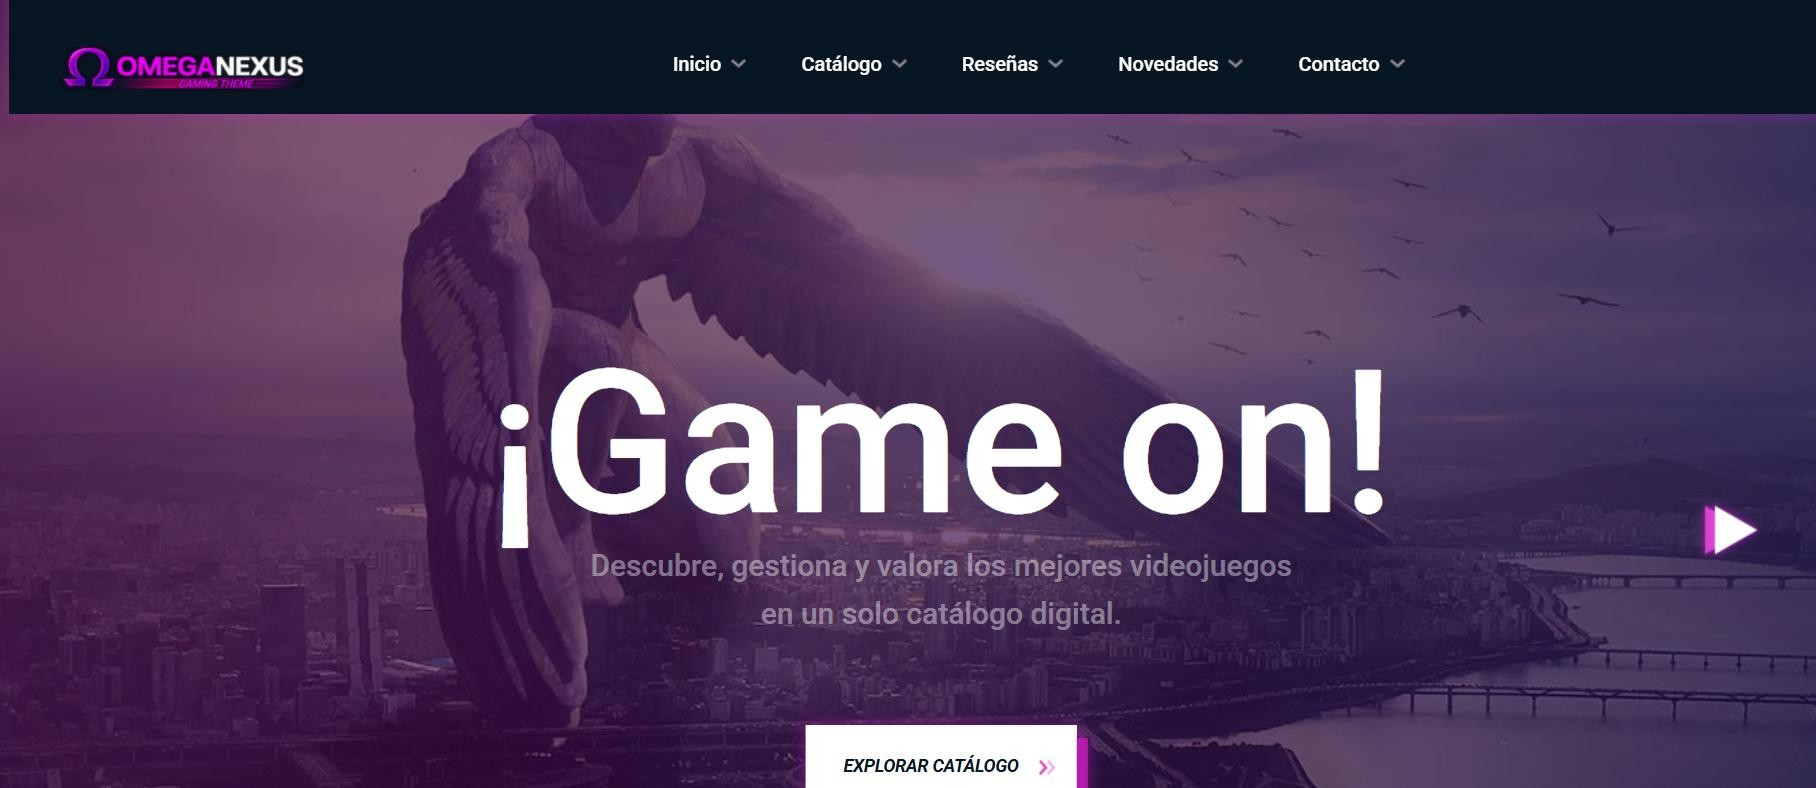 OMEGANEXUS
GAMING THEME
Inicio Catálogo Reseñas Novedades Contacto
¡Game on!
Descubre, gestiona y valora los mejores videojuegos
en un solo catálogo digital.
EXPLORAR CATÁLOGO